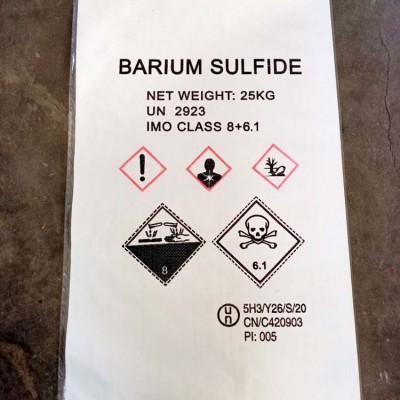 BARIUM SULFIDE
NET WEIGHT: 25KG
UN 2923
IMO CLASS 8+6.1
8
6.1
un
5H3/Y26/S/20
CN/C420903
PI: 005